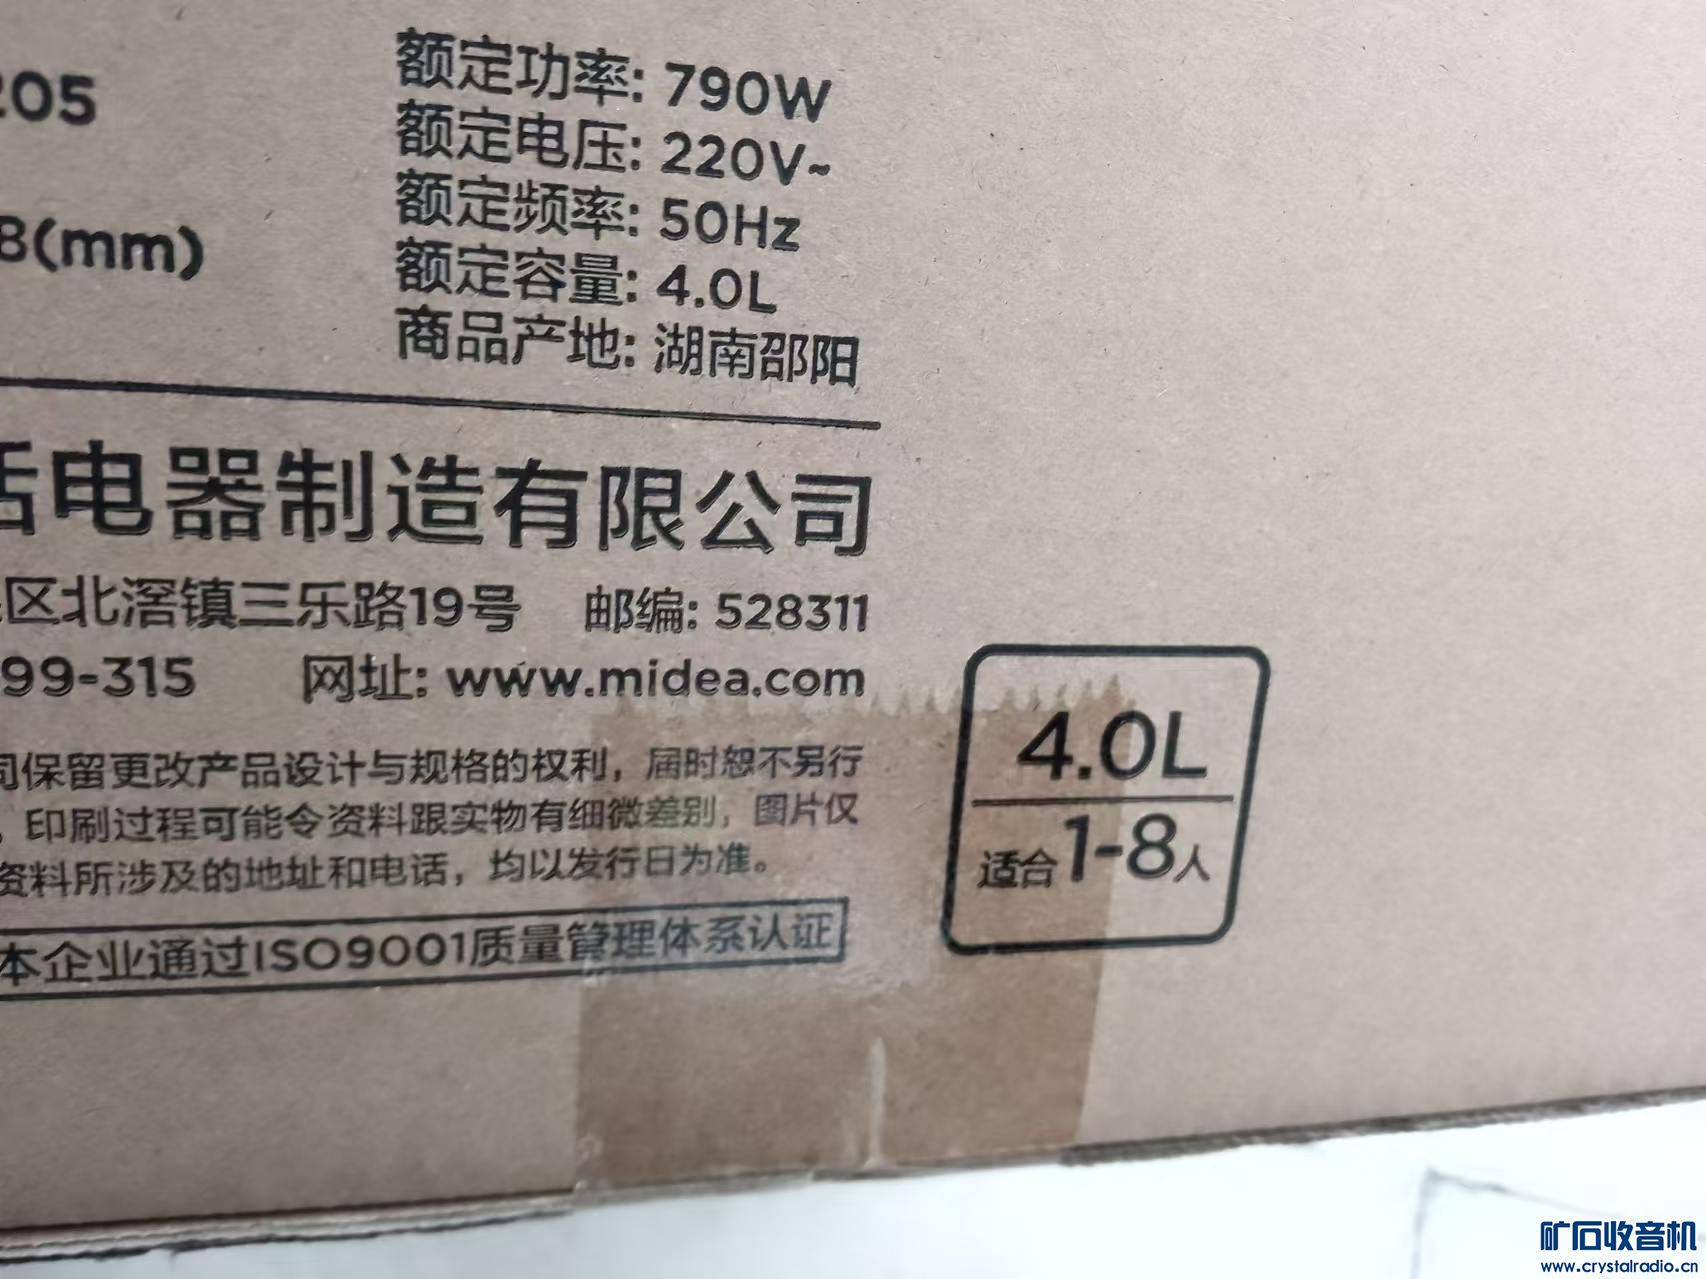 额定功率: 790W
205
额定电压: 220V~
额定频率: 50Hz
8(mm)
额定容量: 4.0L
商品产地: 湖南邵阳
活电器制造有限公司
区北滘镇三乐路19号 邮编: 528311
99-315 网址: www.midea.com
司保留更改产品设计与规格的权利，届时恕不另行
，印刷过程可能令资料跟实物有细微差别，图片仅
资料所涉及的地址和电话，均以发行日为准。
本企业通过ISO9001质量管理体系认证
4.0L
适合1-8人
矿石收音机
www.crystalradio.cn